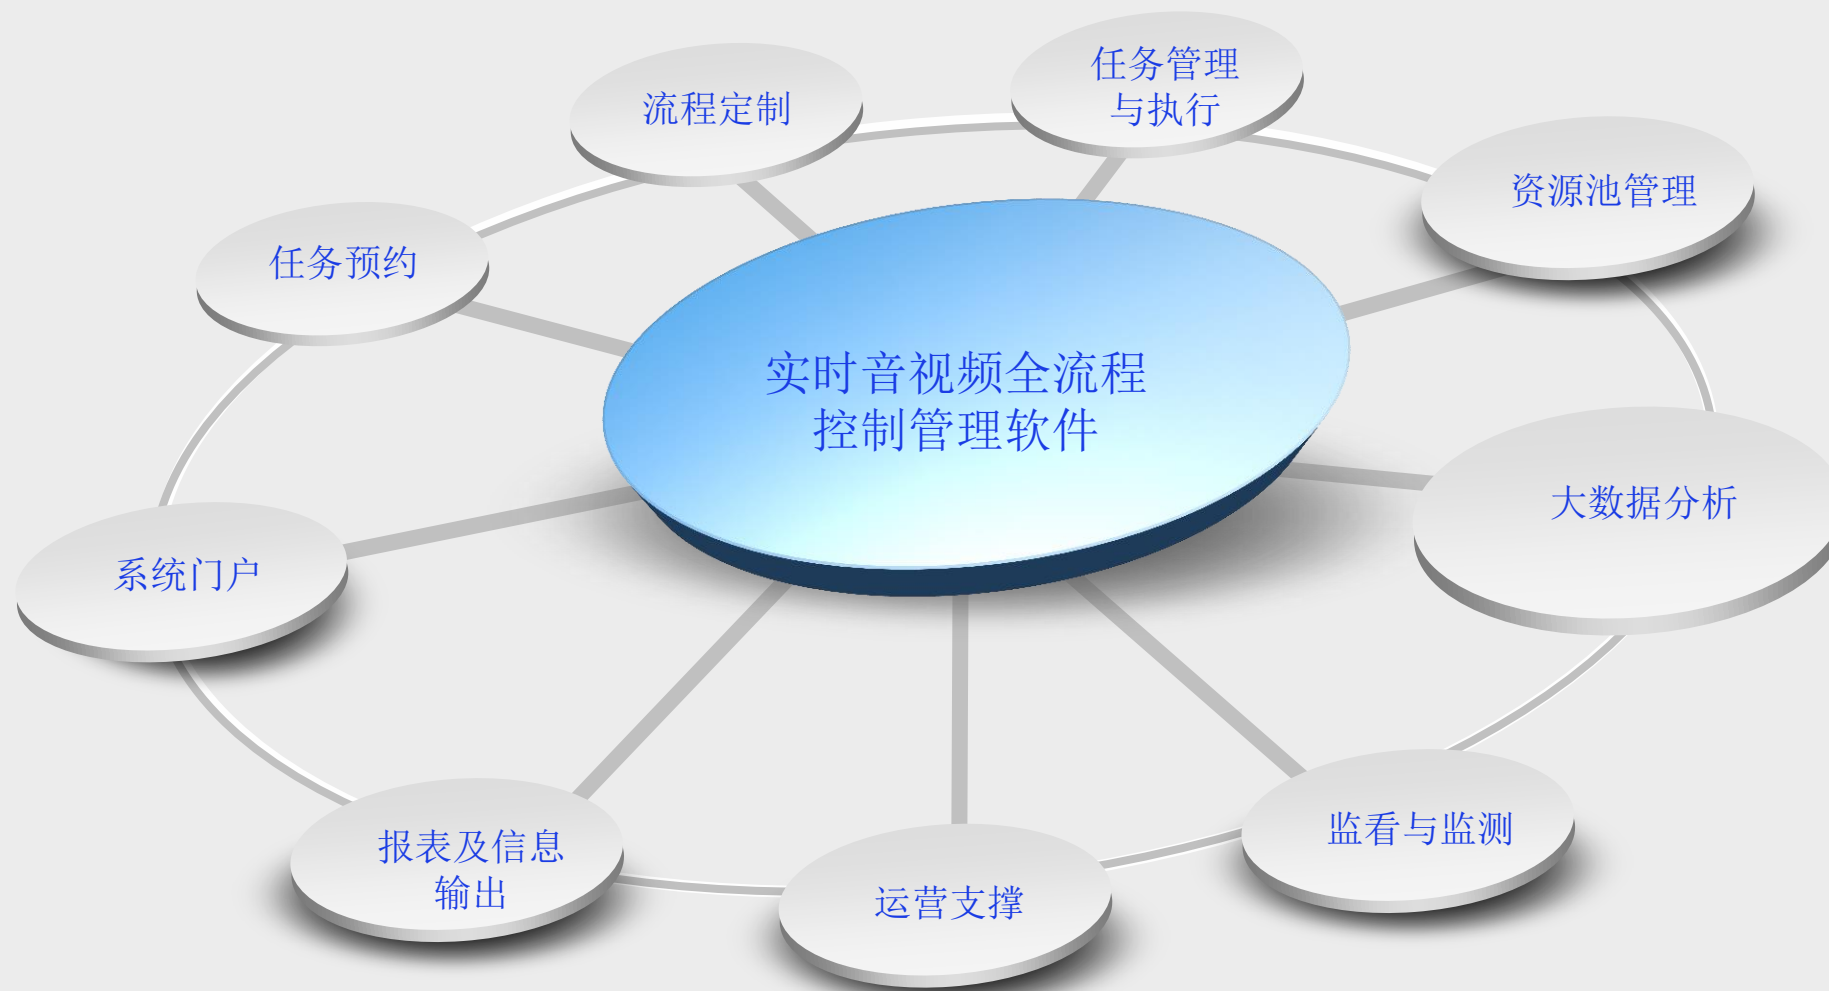 任务管理
与执行
流程定制
资源池管理
任务预约
实时音视频全流程
控制管理软件
大数据分析
系统门户
监看与监测
报表及信息
输出
运营支撑